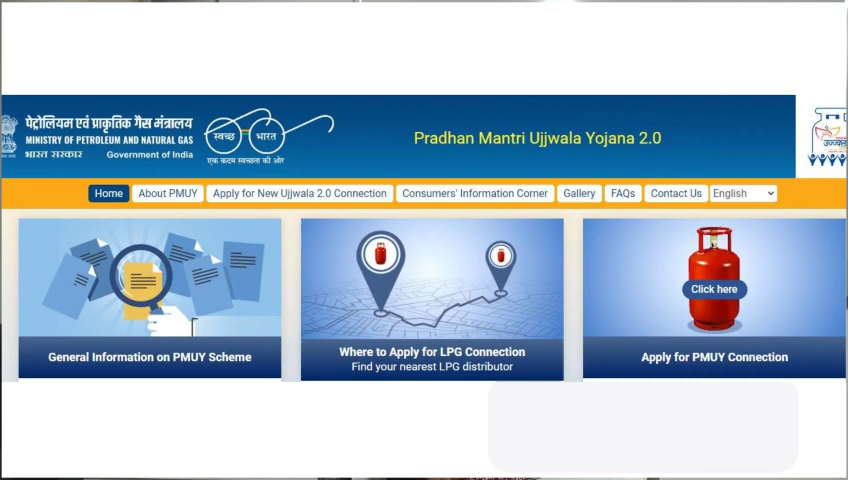 पेट्रोलियम एवं प्राकृतिक गैस मंत्रालय
MINISTRY OF PETROLEUM AND NATURAL GAS
भारत सरकार Government of India
स्वच्छ भारत
एक कदम स्वच्छता की ओर
Pradhan Mantri Ujjwala Yojana 2.0
Home About PMUY Apply for New Ujjwala 2.0 Connection Consumers' Information Corner Gallery FAQs Contact Us English
Click here
General Information on PMUY Scheme
Where to Apply for LPG Connection
Find your nearest LPG distributor
Apply for PMUY Connection